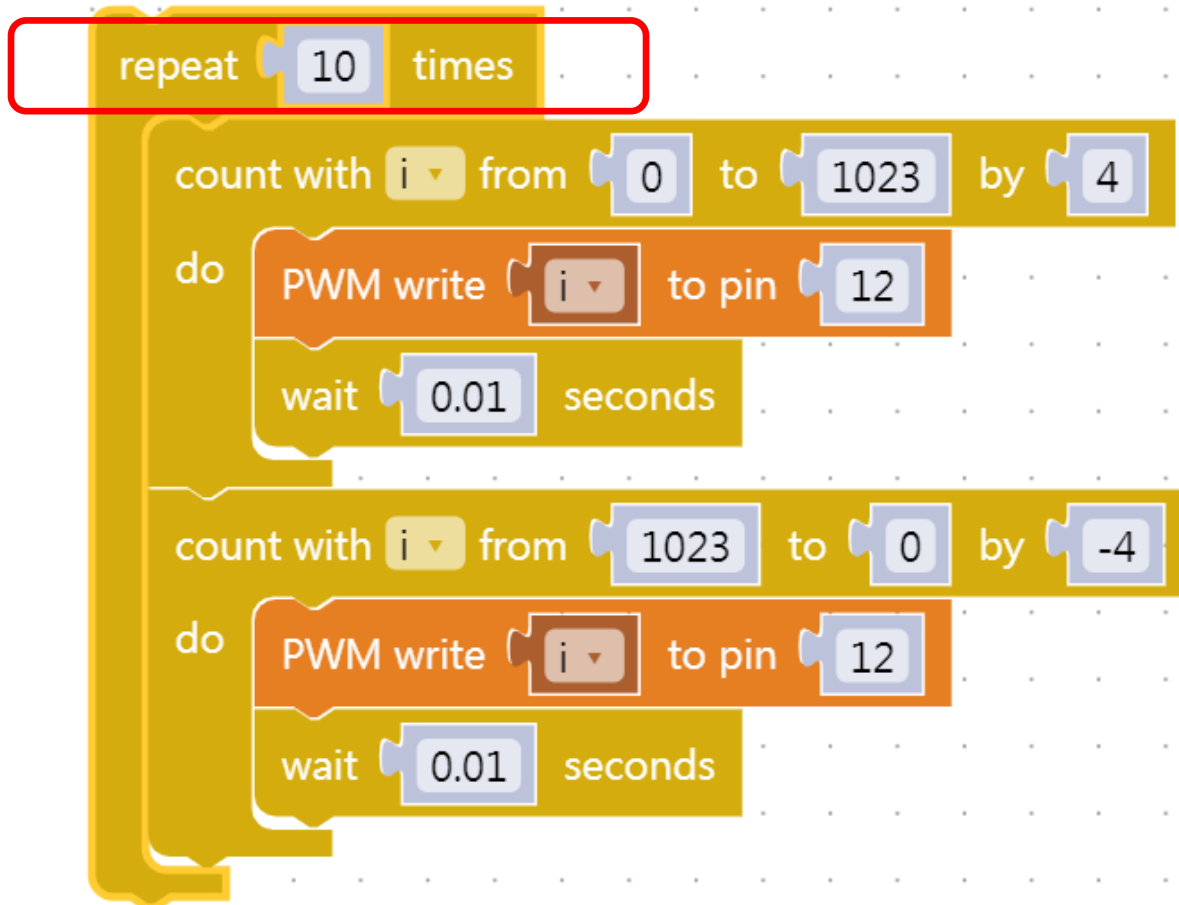 repeat 10 times
count with i from 0 to 1023 by 4
do PWM write i to pin 12
wait 0.01 seconds
count with i from 1023 to 0 by -4
do PWM write i to pin 12
wait 0.01 seconds